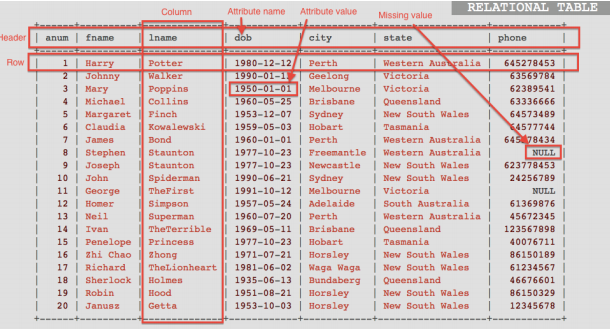 RELATIONAL TABLE
Column
Attribute name
Attribute value
Missing value
Header
Row
| anum | fname | lname | dob | city | state | phone |
| 1 | Harry | Potter | 1980-12-12 | Perth | Western Australia | 645278453 |
| 2 | Johnny | Walker | 1990-01-11 | Geelong | Victoria | 63569784 |
| 3 | Mary | Poppins | 1950-01-01 | Melbourne | Victoria | 62389541 |
| 4 | Michael | Collins | 1960-05-25 | Brisbane | Queensland | 63336666 |
| 5 | Margaret | Finch | 1953-12-07 | Sydney | New South Wales | 64573489 |
| 6 | Claudia | Kowalewski | 1959-05-03 | Hobart | Tasmania | 64577744 |
| 7 | James | Bond | 1960-01-01 | Perth | Western Australia | 645278434 |
| 8 | Stephen | Staunton | 1977-10-23 | Freemantle | Western Australia | NULL |
| 9 | Joseph | Staunton | 1977-10-23 | Newcastle | New South Wales | 623778453 |
| 10 | John | Spiderman | 1990-06-21 | Sydney | New South Wales | 24256789 |
| 11 | George | TheFirst | 1991-10-12 | Melbourne | Victoria | NULL |
| 12 | Homer | Simpson | 1957-05-24 | Adelaide | South Australia | 61369876 |
| 13 | Neil | Superman | 1960-07-20 | Perth | Western Australia | 45672345 |
| 14 | Ivan | TheTerrible | 1969-05-11 | Brisbane | Queensland | 123567898 |
| 15 | Penelope | Princess | 1977-10-23 | Hobart | Tasmania | 40076711 |
| 16 | Zhi Chao | Zhong | 1971-07-21 | Horsley | New South Wales | 86150189 |
| 17 | Richard | TheLionheart | 1981-06-02 | Waga Waga | New South Wales | 61234567 |
| 18 | Sherlock | Holmes | 1935-06-13 | Bundaberg | Queensland | 46676601 |
| 19 | Robin | Hood | 1951-08-21 | Horsley | New South Wales | 86150329 |
| 20 | Janusz | Getta | 1953-10-03 | Horsley | New South Wales | 12345678 |